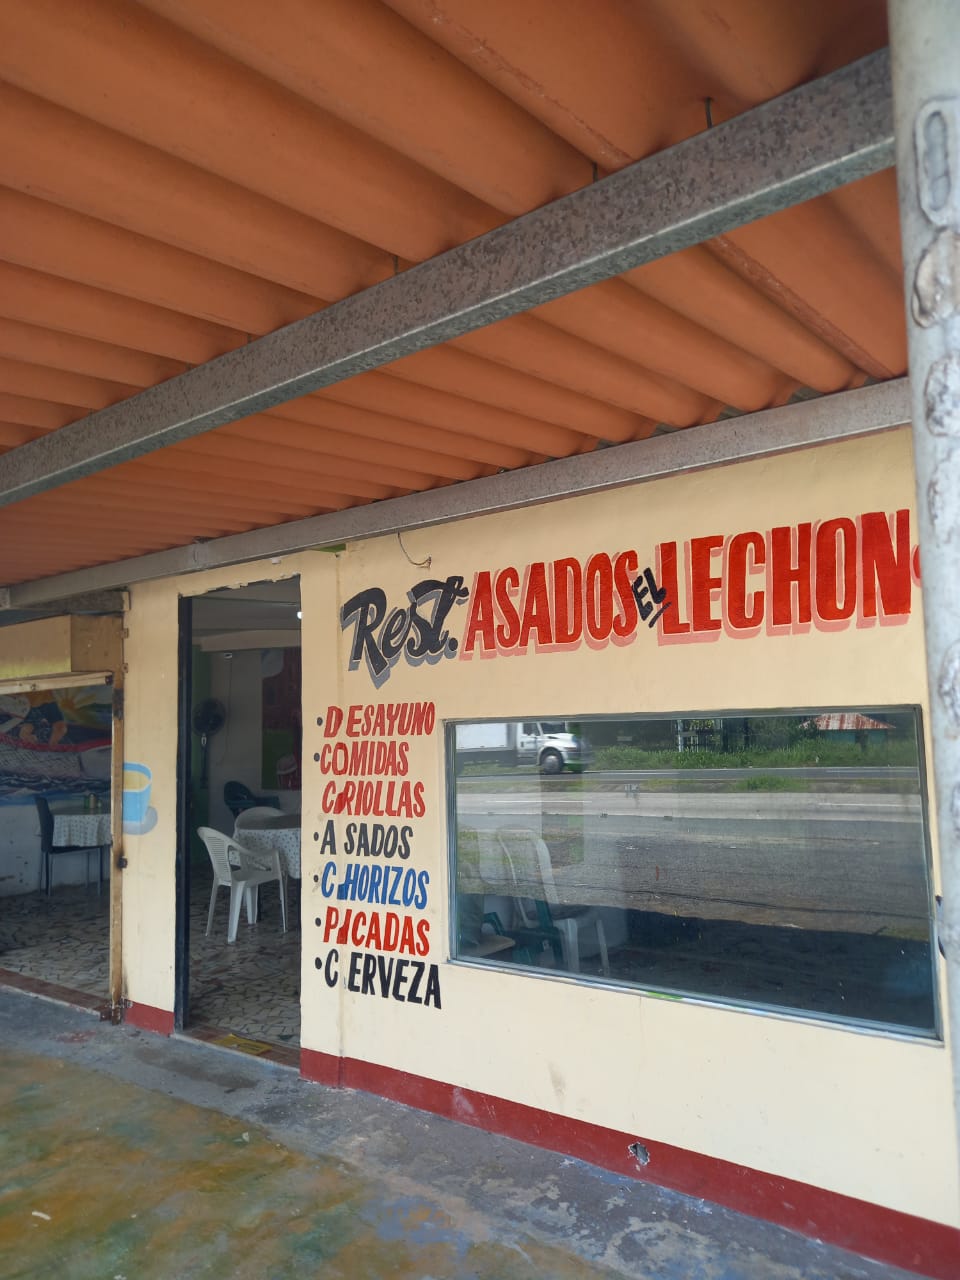 Rest. ASADOS EL LECHON
• DESAYUNO
• COMIDAS
CRIOLLAS
• ASADOS
• CHORIZOS
• PICADAS
• CERVEZA